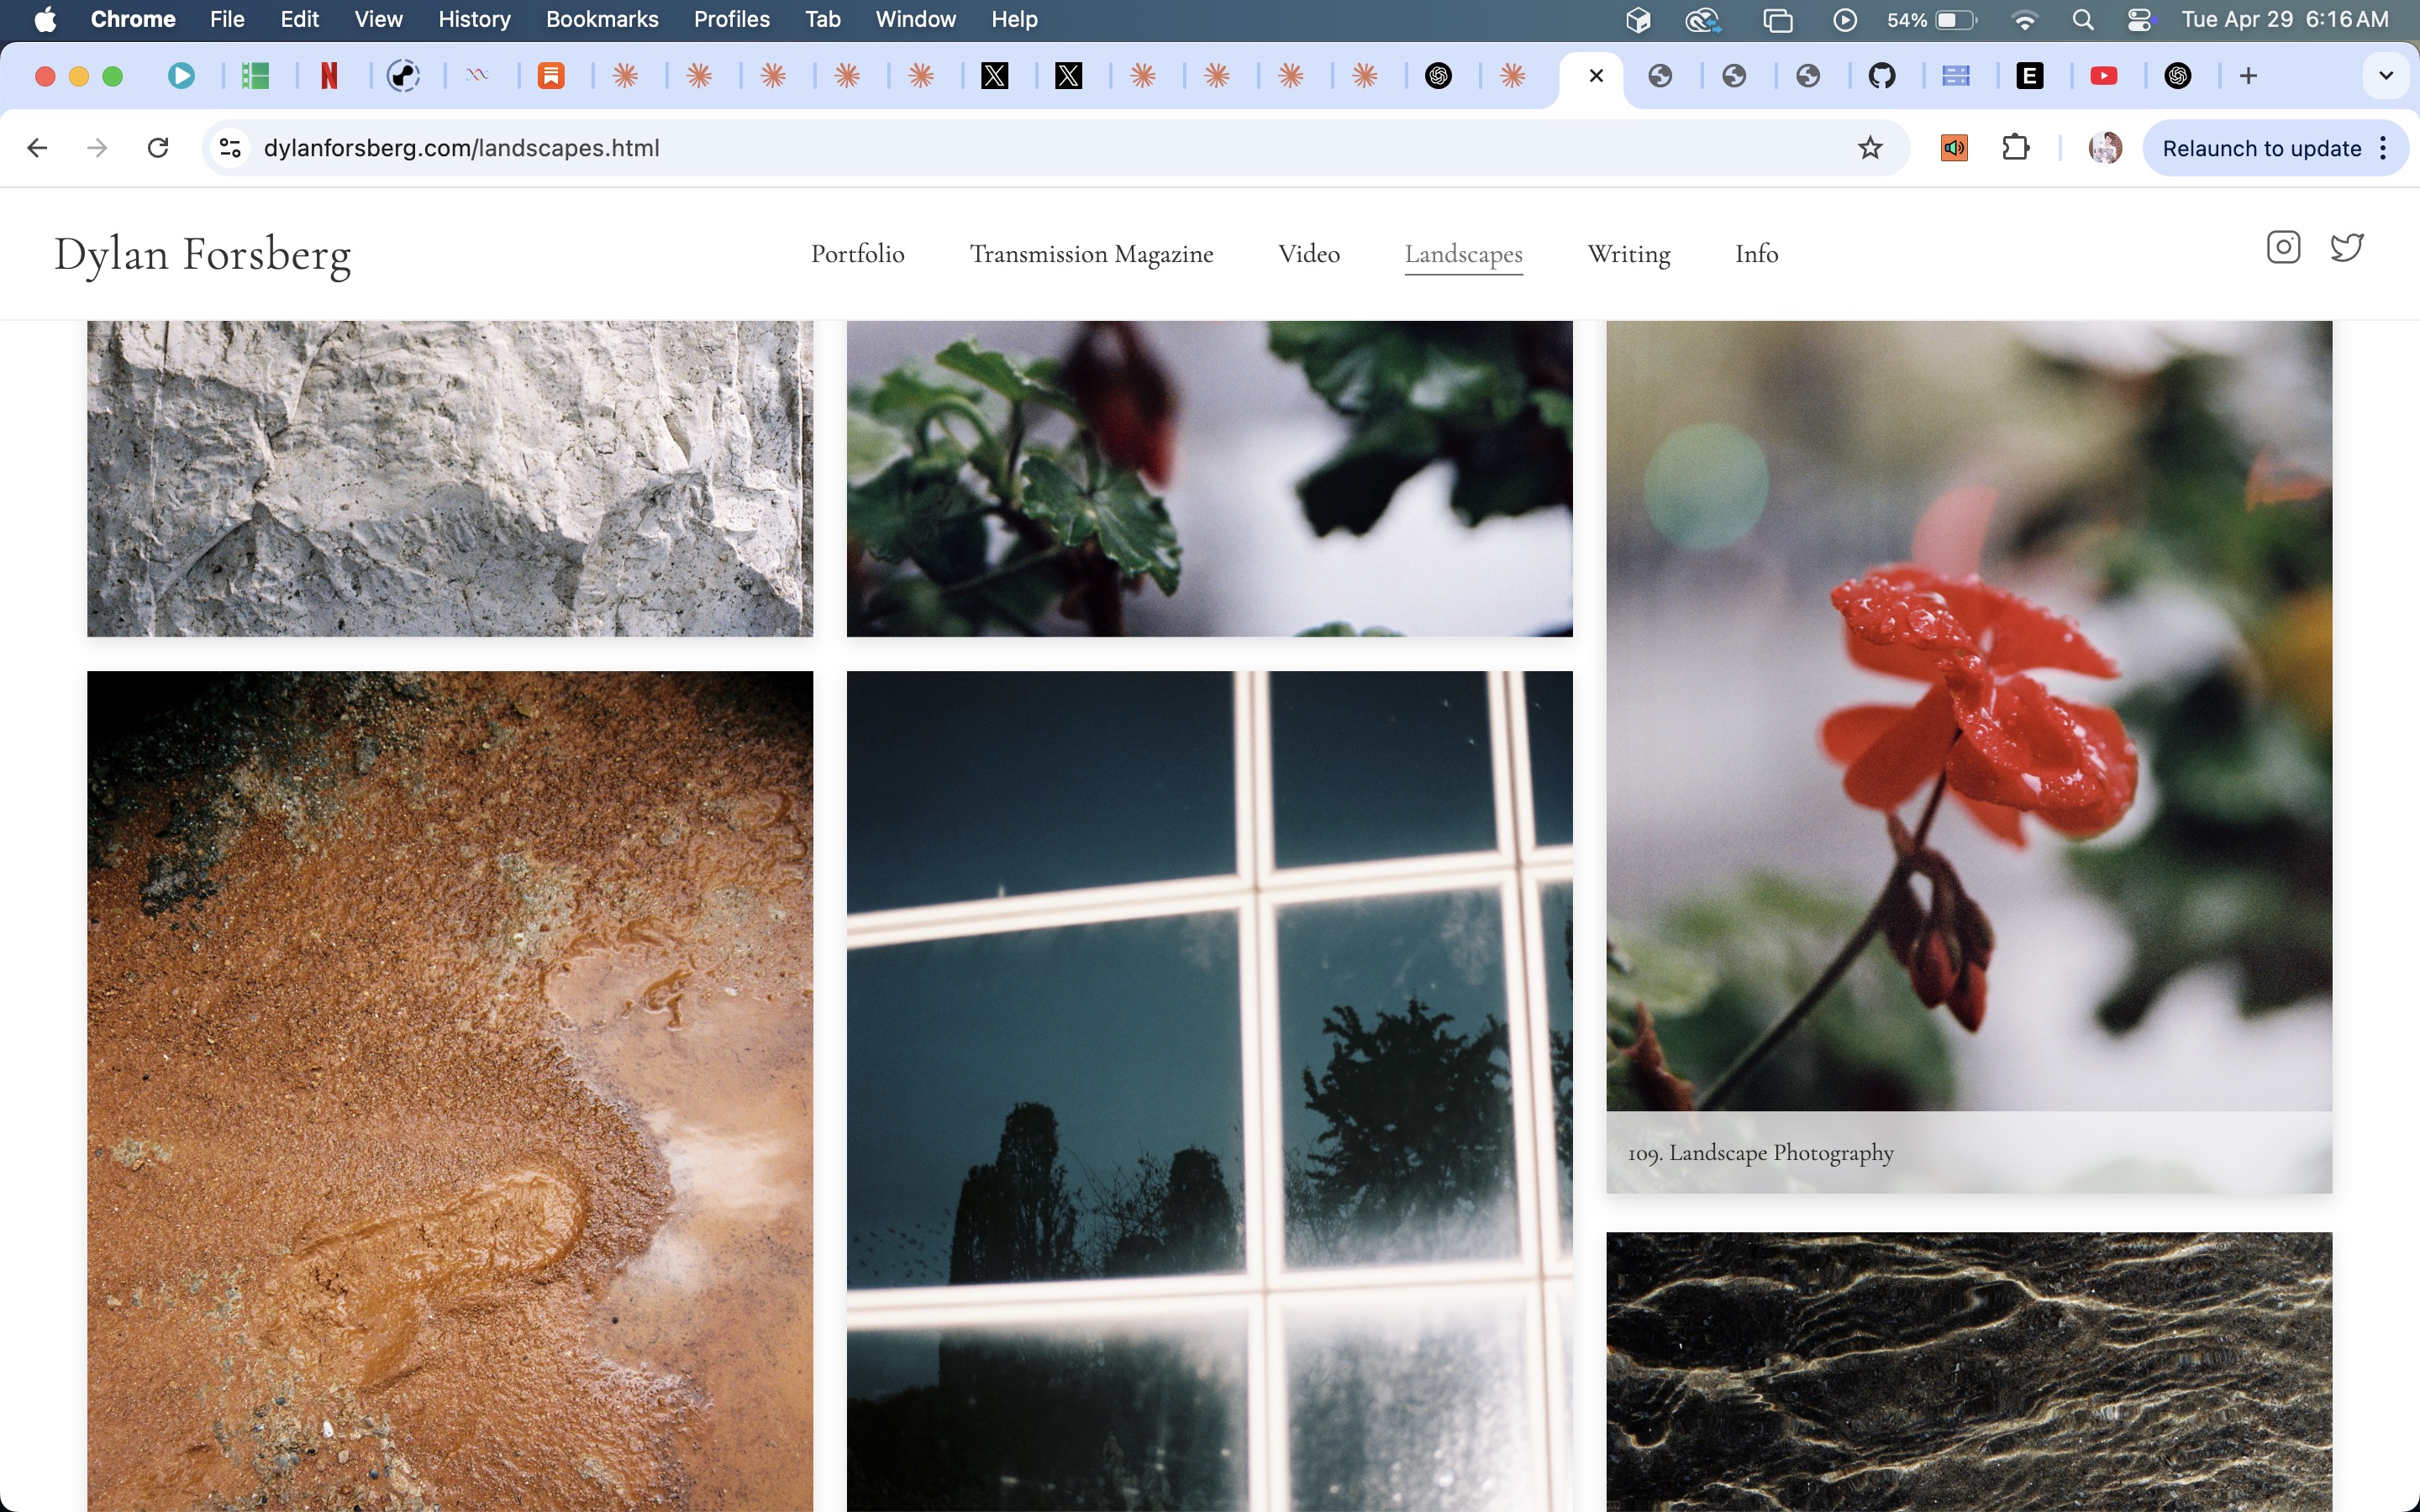 Chrome File Edit View History Bookmarks Profiles Tab Window Help 54% Tue Apr 29 6:16 AM
dylanforsberg.com/landscapes.html Relaunch to update
Dylan Forsberg Portfolio Transmission Magazine Video Landscapes Writing Info
109. Landscape Photography